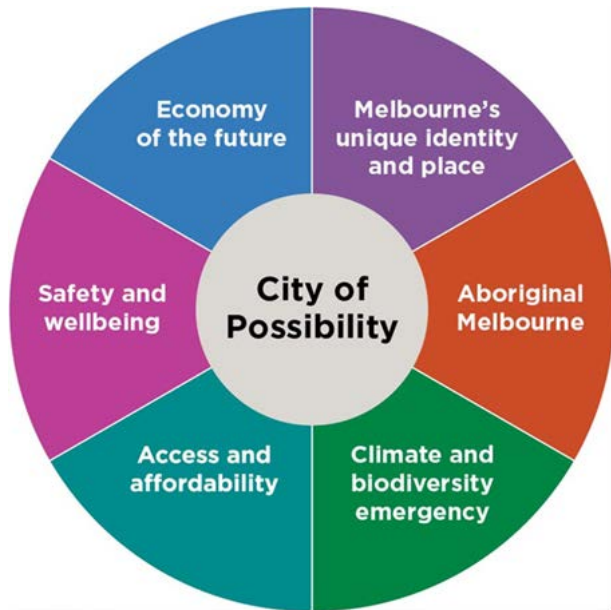 Economy
of the future
Melbourne's
unique identity
and place
Safety and
wellbeing
City of
Possibility
Aboriginal
Melbourne
Access and
affordability
Climate and
biodiversity
emergency